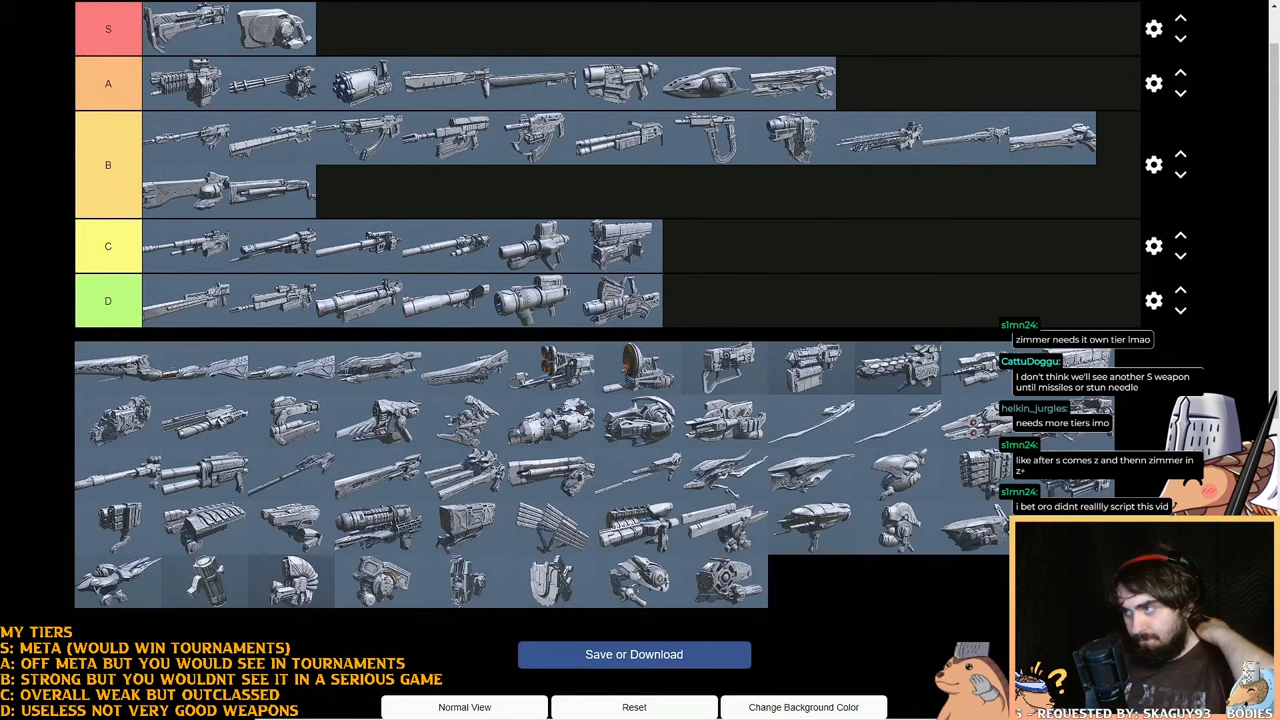 S
A
B
C
D
s1mn24:
zimmer needs it own tier lmao
CattuDoggu:
I don't think we'll see another S weapon
until missiles or stun needle
helkin_jurgles:
needs more tiers imo
s1mn24:
like after s comes z and thenn zimmer in
z+
s1mn24:
i bet oro didnt realllly script this vid
MY TIERS
S: META (WOULD WIN TOURNAMENTS)
A: OFF META BUT YOU WOULD SEE IN TOURNAMENTS
B: STRONG BUT YOU WOULDNT SEE IT IN A SERIOUS GAME
C: OVERALL WEAK BUT OUTCLASSED
D: USELESS NOT VERY GOOD WEAPONS
Save or Download
Normal View
Reset
Change Background Color
?
S - REQUESTED BY: SKAGUY93
BODIES